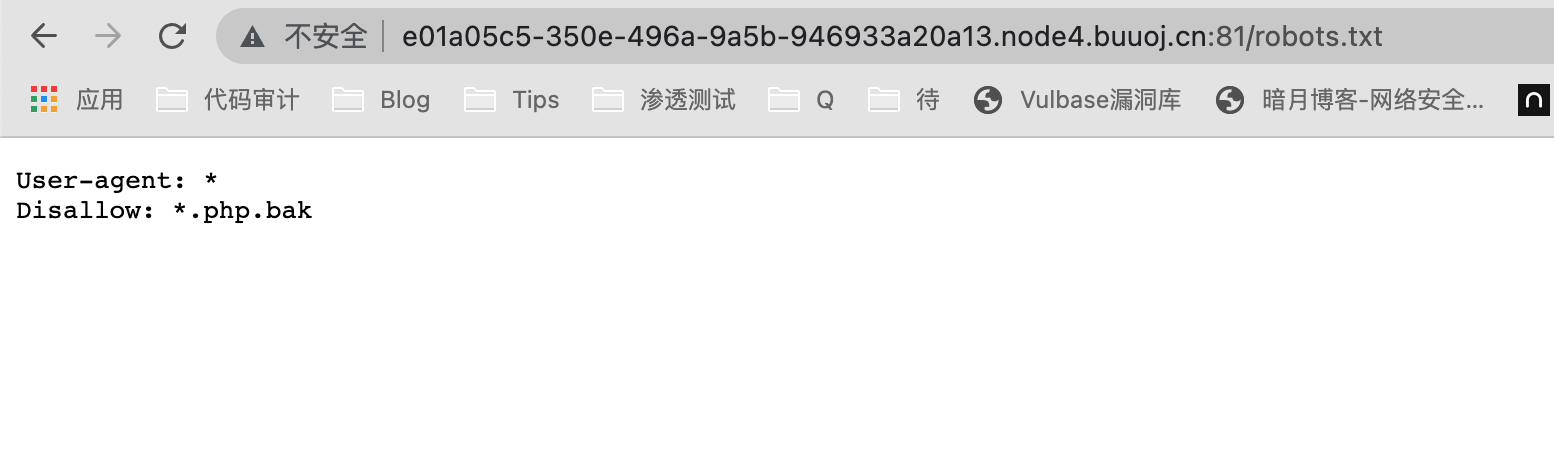 不安全 e01a05c5-350e-496a-9a5b-946933a20a13.node4.buuoj.cn:81/robots.txt
应用 代码审计 Blog Tips 渗透测试 Q 待 Vulbase漏洞库 暗月博客-网络安全...
User-agent: *
Disallow: *.php.bak